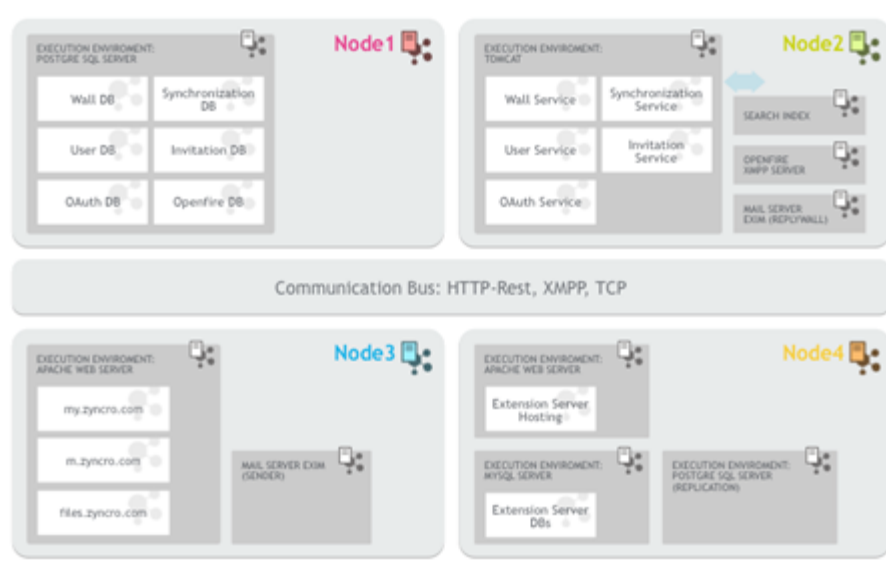 Node1
EXECUTION ENVIROMENT:
POSTGRE SQL SERVER
Wall DB
Synchronization
DB
User DB
Invitation DB
OAuth DB
Openfire DB
Node2
EXECUTION ENVIROMENT:
TOMCAT
Wall Service
Synchronization
Service
User Service
Invitation
Service
OAuth Service
SEARCH INDEX
OPENFIRE
XMPP SERVER
MAIL SERVER
EXIM (REPLYWALL)
Communication Bus: HTTP-Rest, XMPP, TCP
Node3
EXECUTION ENVIROMENT:
APACHE WEB SERVER
my.zyncro.com
m.zyncro.com
files.zyncro.com
MAIL SERVER EXIM
(SENDER)
Node4
EXECUTION ENVIROMENT:
APACHE WEB SERVER
Extension Server
Hosting
EXECUTION ENVIROMENT:
MYSQL SERVER
Extension Server
DBs
EXECUTION ENVIROMENT:
POSTGRE SQL SERVER
(REPLICATION)